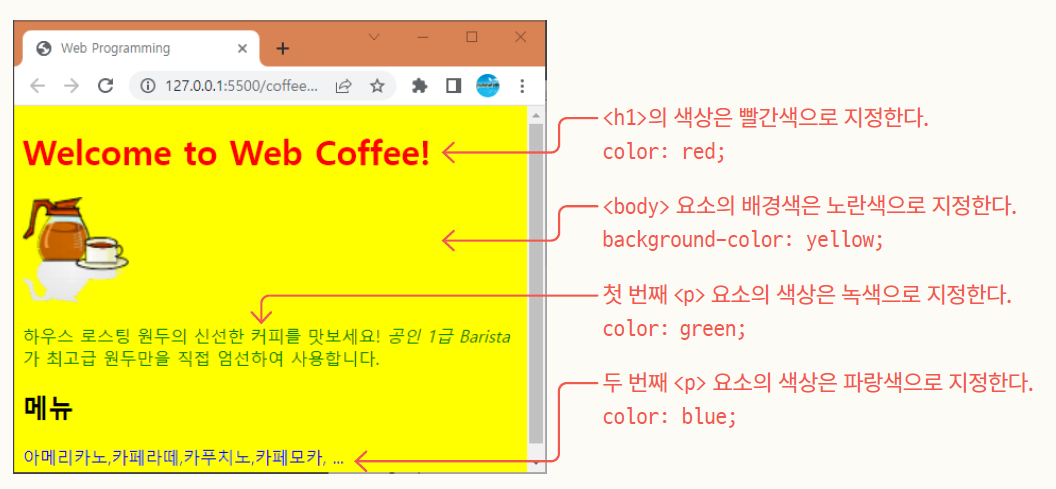 Web Programming
127.0.0.1:5500/coffee...
Welcome to Web Coffee!
하우스 로스팅 원두의 신선한 커피를 맛보세요! 공인 1급 Barista
가 최고급 원두만을 직접 엄선하여 사용합니다.
메뉴
아메리카노,카페라떼,카푸치노,카페모카, ...
<h1>의 색상은 빨간색으로 지정한다.
color: red;
<body> 요소의 배경색은 노란색으로 지정한다.
background-color: yellow;
첫 번째 <p> 요소의 색상은 녹색으로 지정한다.
color: green;
두 번째 <p> 요소의 색상은 파랑색으로 지정한다.
color: blue;